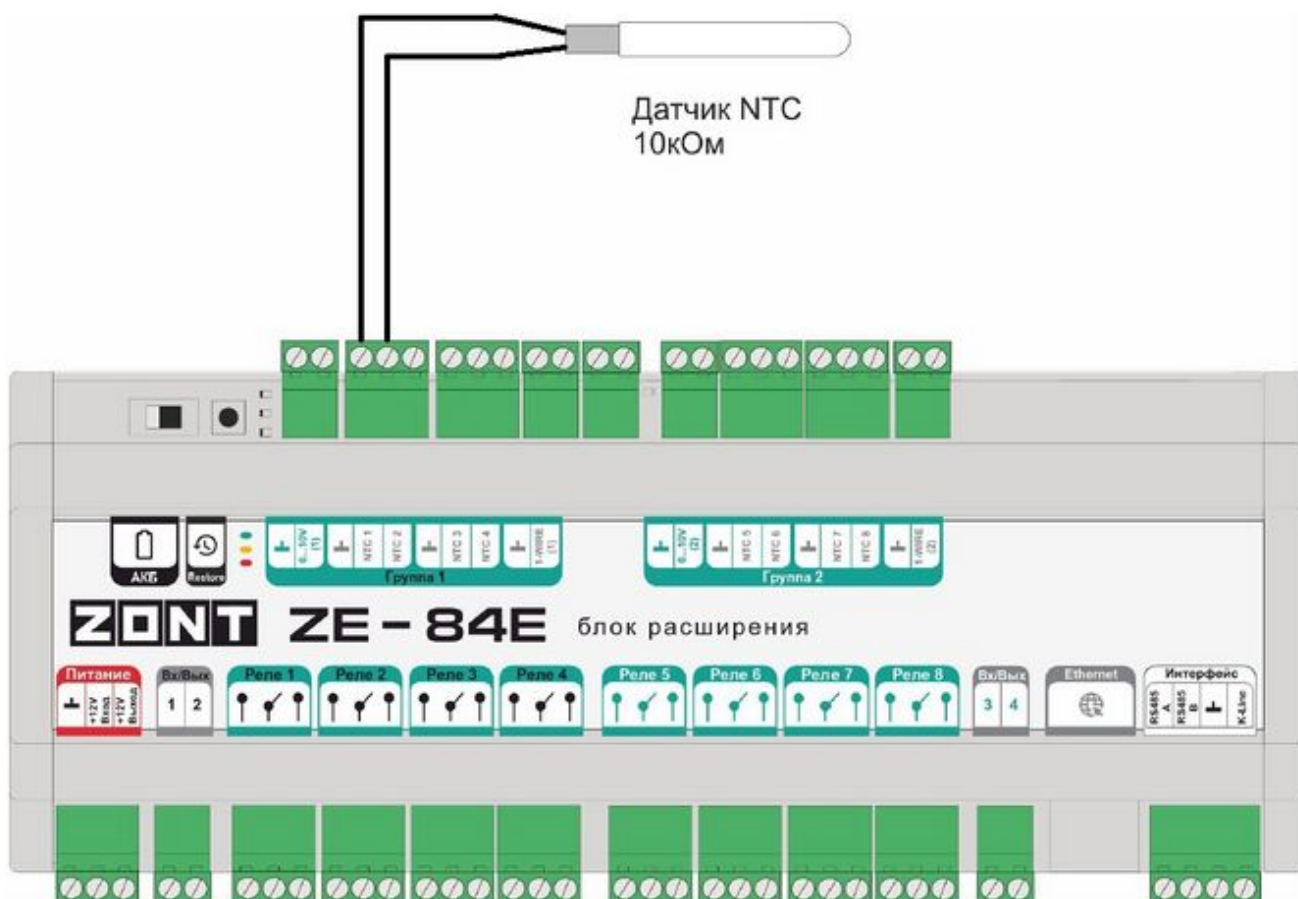 Датчик NTC
10кОм
АКБ
Restore
0...10V
(1)
NTC 1
NTC 2
NTC 3
NTC 4
1-WIRE
(1)
Группа 1
0...10V
(2)
NTC 5
NTC 6
NTC 7
NTC 8
1-WIRE
(2)
Группа 2
ZONT ZE-84E блок расширения
Питание
+12V
Вход
+12V
Выход
Вх/Вых
1 2
Реле 1
Реле 2
Реле 3
Реле 4
Реле 5
Реле 6
Реле 7
Реле 8
Вх/Вых
3 4
Ethernet
Интерфейс
RS485
A
RS485
B
K-Line